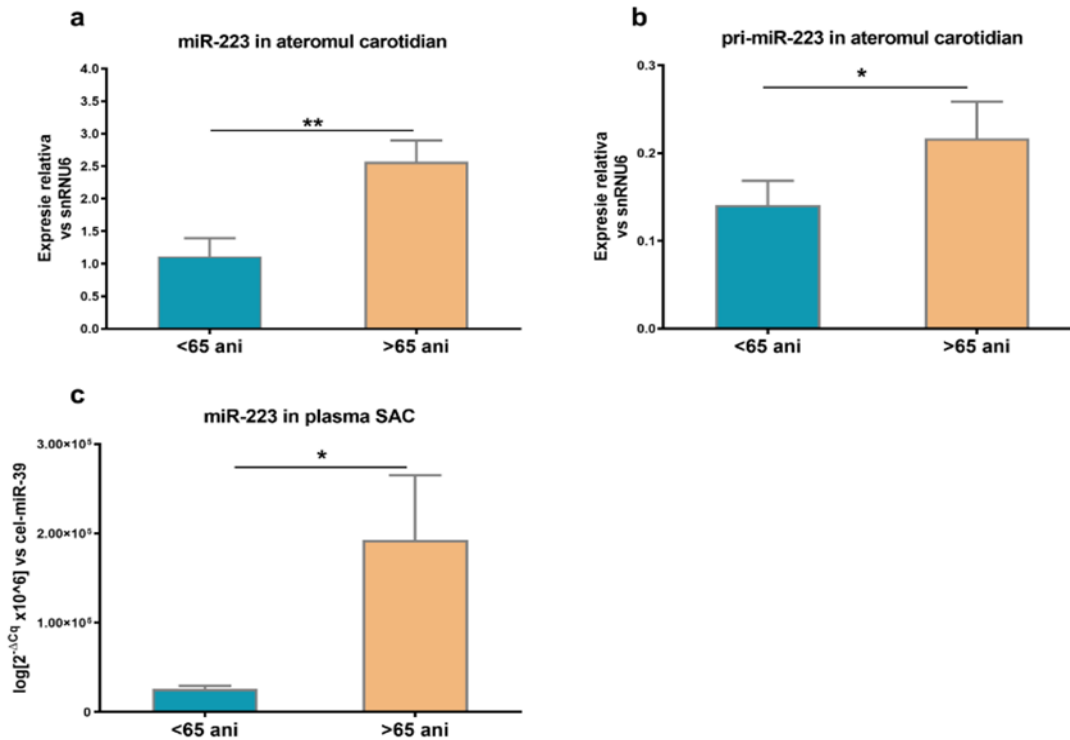 a
miR-223 in ateromul carotidian
Expresie relativa
vs snRNU6
4.0
3.5
3.0
2.5
2.0
1.5
1.0
0.5
0.0
**
<65 ani
>65 ani
b
pri-miR-223 in ateromul carotidian
Expresie relativa
vs snRNU6
0.3
0.2
0.1
0.0
*
<65 ani
>65 ani
c
miR-223 in plasma SAC
log[2^-ΔCq x10^6] vs cel-miR-39
3.00×10⁵
2.00×10⁵
1.00×10⁵
0
*
<65 ani
>65 ani